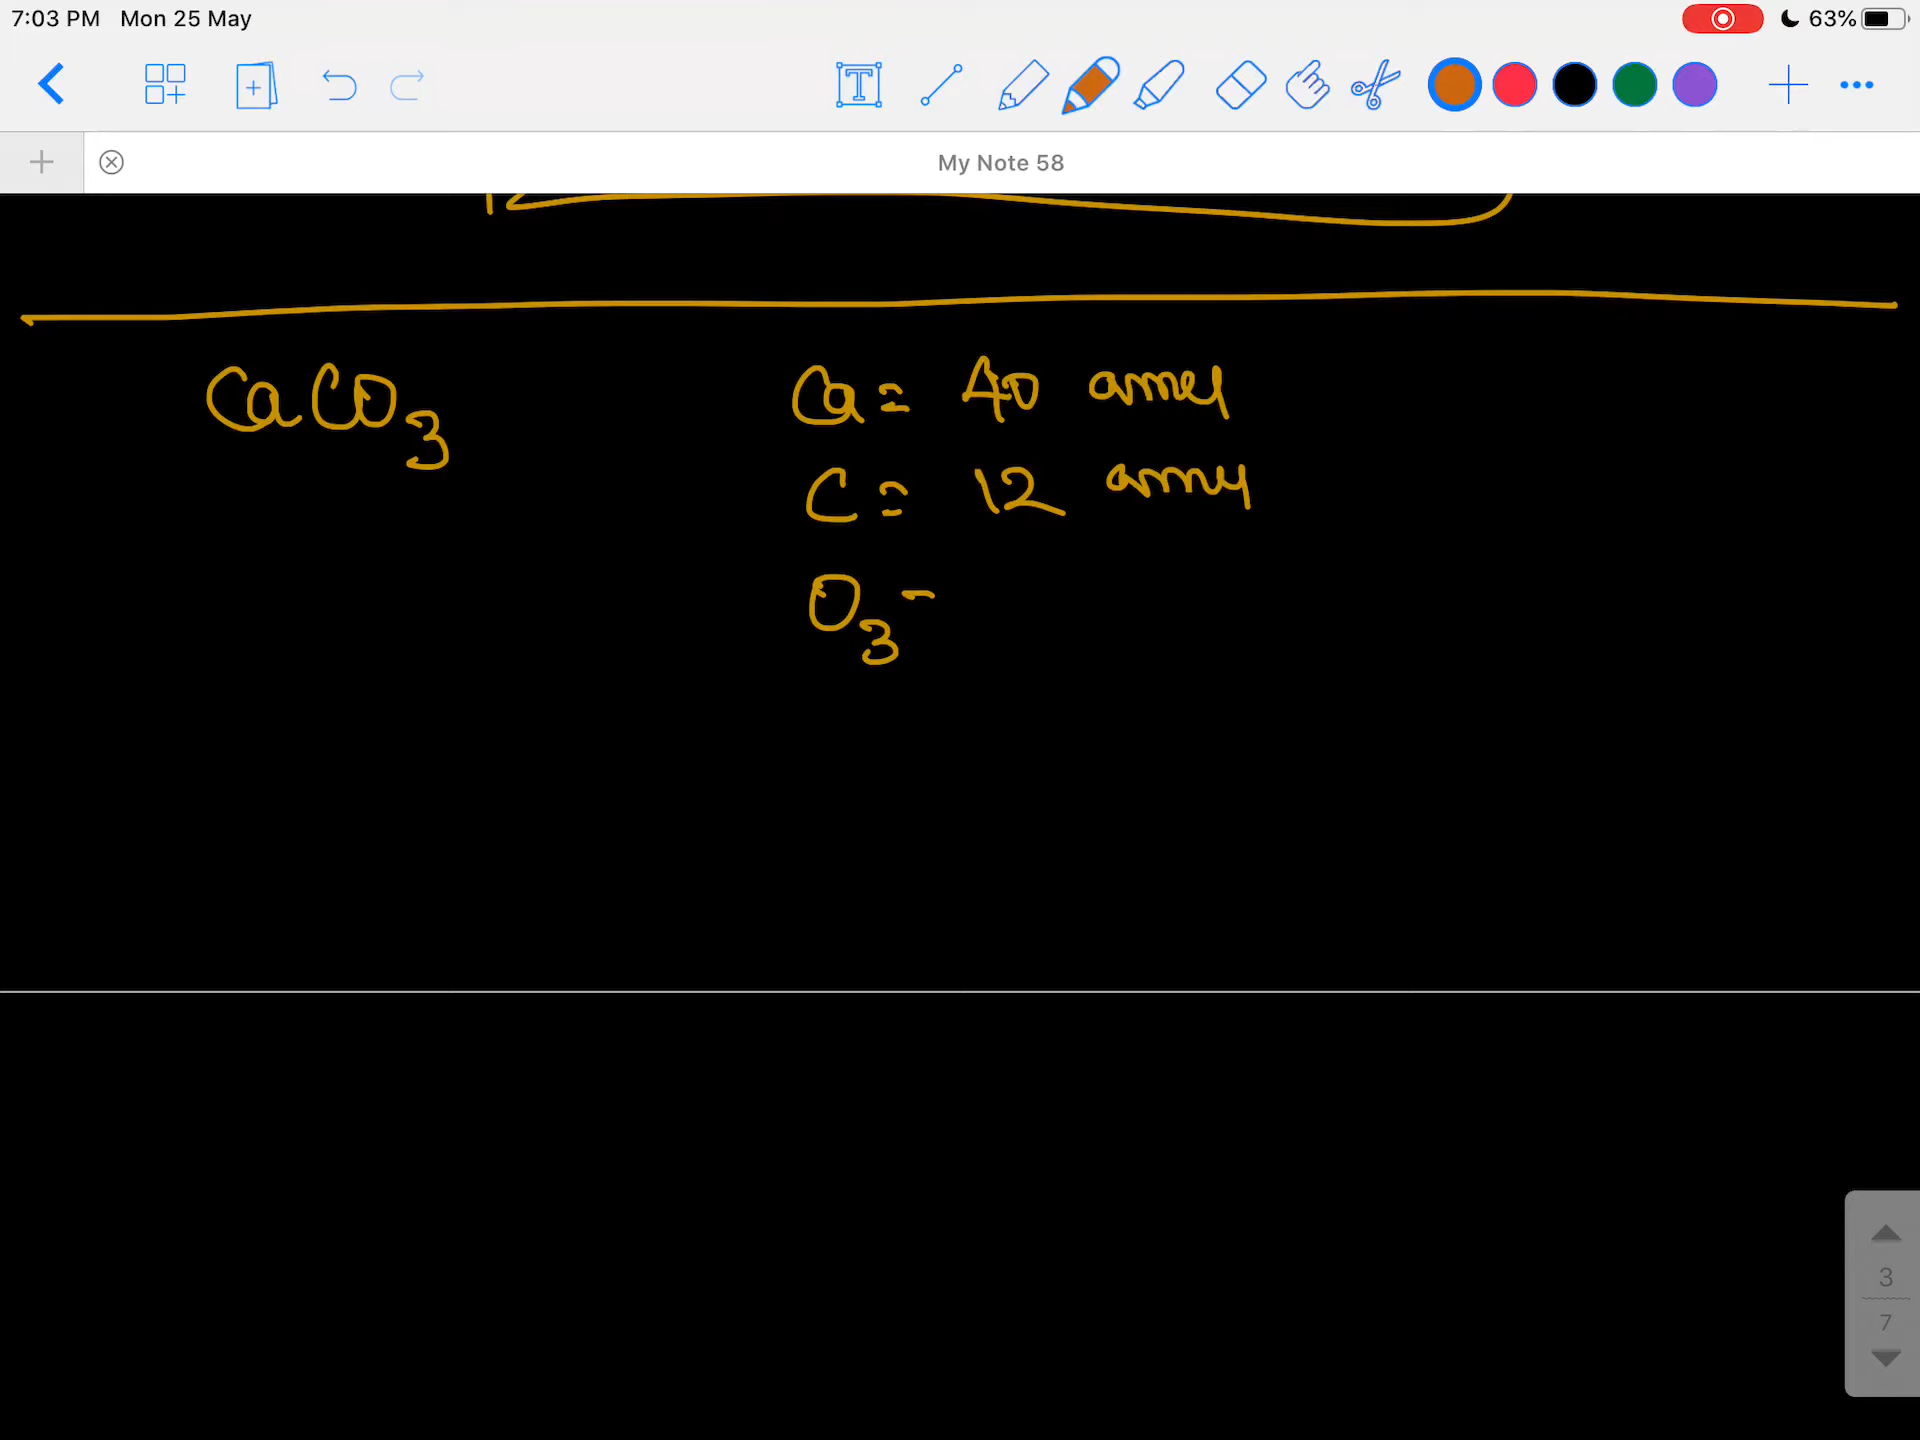 7:03 PM Mon 25 May 63%
My Note 58
CaCO3 Ca = 40 amu
C = 12 amu
O3 -
3
7